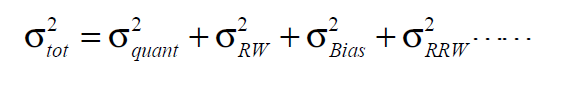 σ²tot = σ²quant + σ²RW + σ²Bias + σ²RRW ······